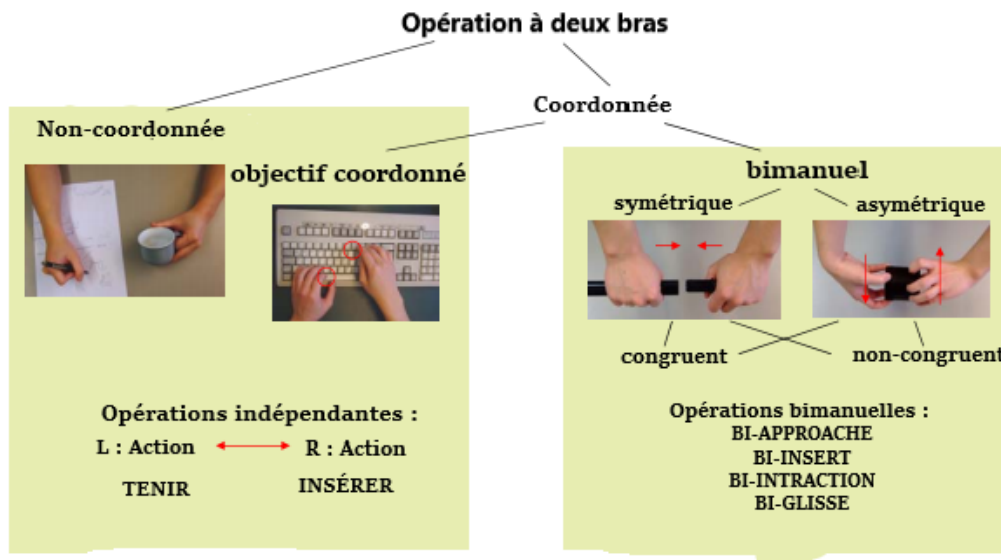 Opération à deux bras
Coordonnée
Non-coordonnée
objectif coordonné
bimanuel
symétrique
asymétrique
congruent
non-congruent
Opérations indépendantes :
L : Action
R : Action
TENIR
INSÉRER
Opérations bimanuelles :
BI-APPROACHE
BI-INSERT
BI-INTRACTION
BI-GLISSE